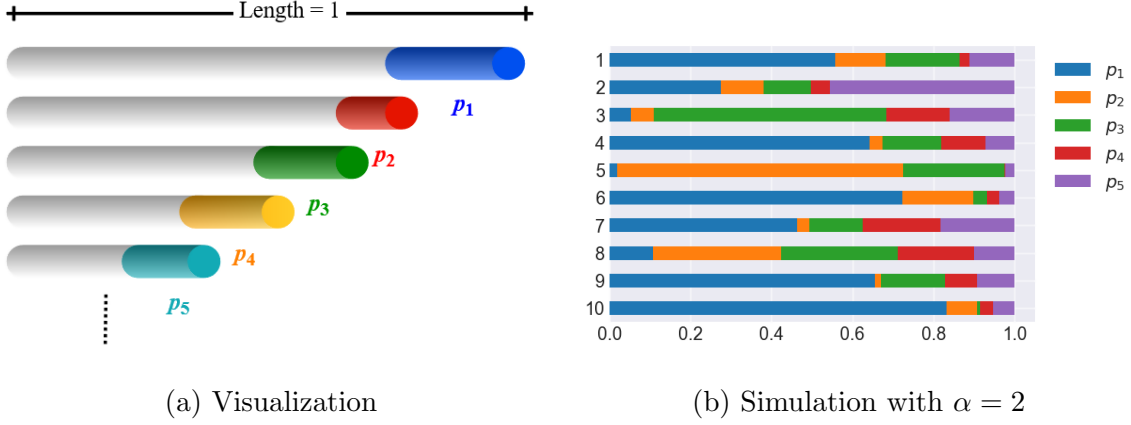 Length = 1
p1
p2
p3
p4
p5
1
2
3
4
5
6
7
8
9
10
0.0 0.2 0.4 0.6 0.8 1.0
p1
p2
p3
p4
p5
(a) Visualization
(b) Simulation with α = 2